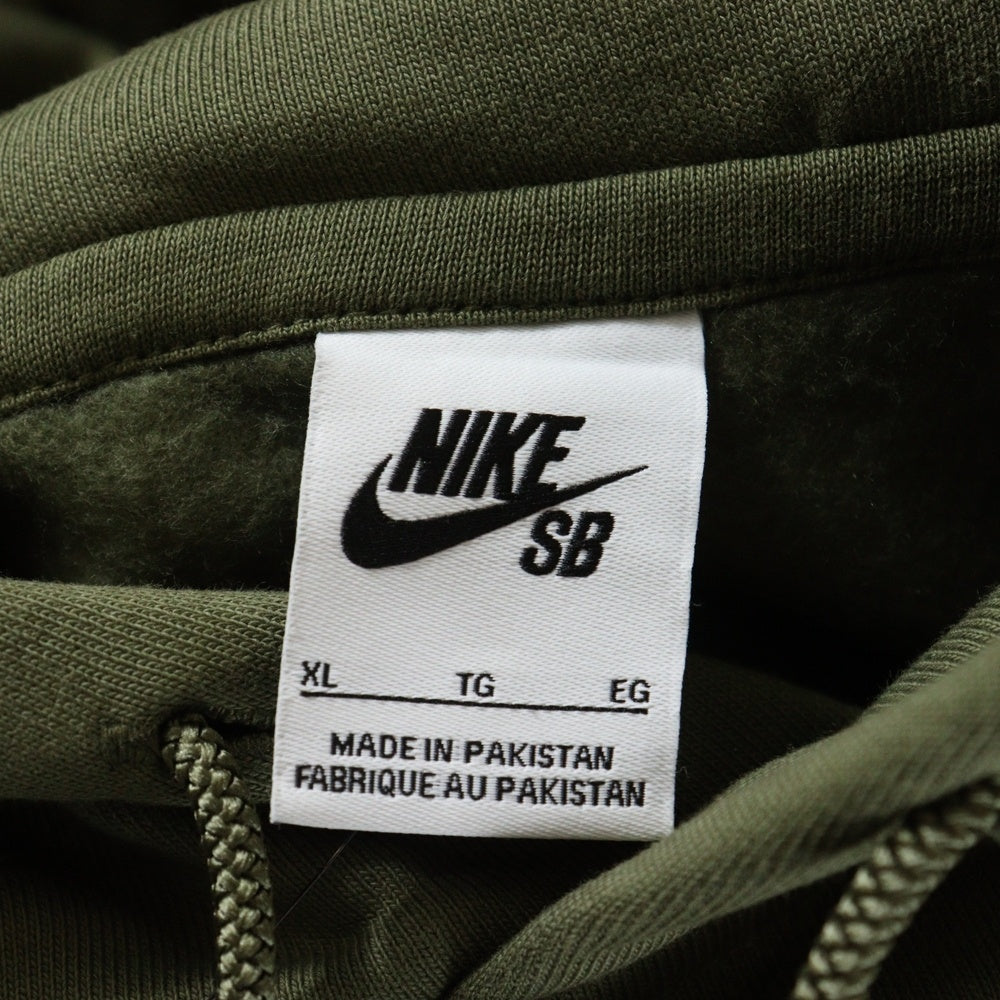 NIKE
SB
XL TG EG
MADE IN PAKISTAN
FABRIQUE AU PAKISTAN